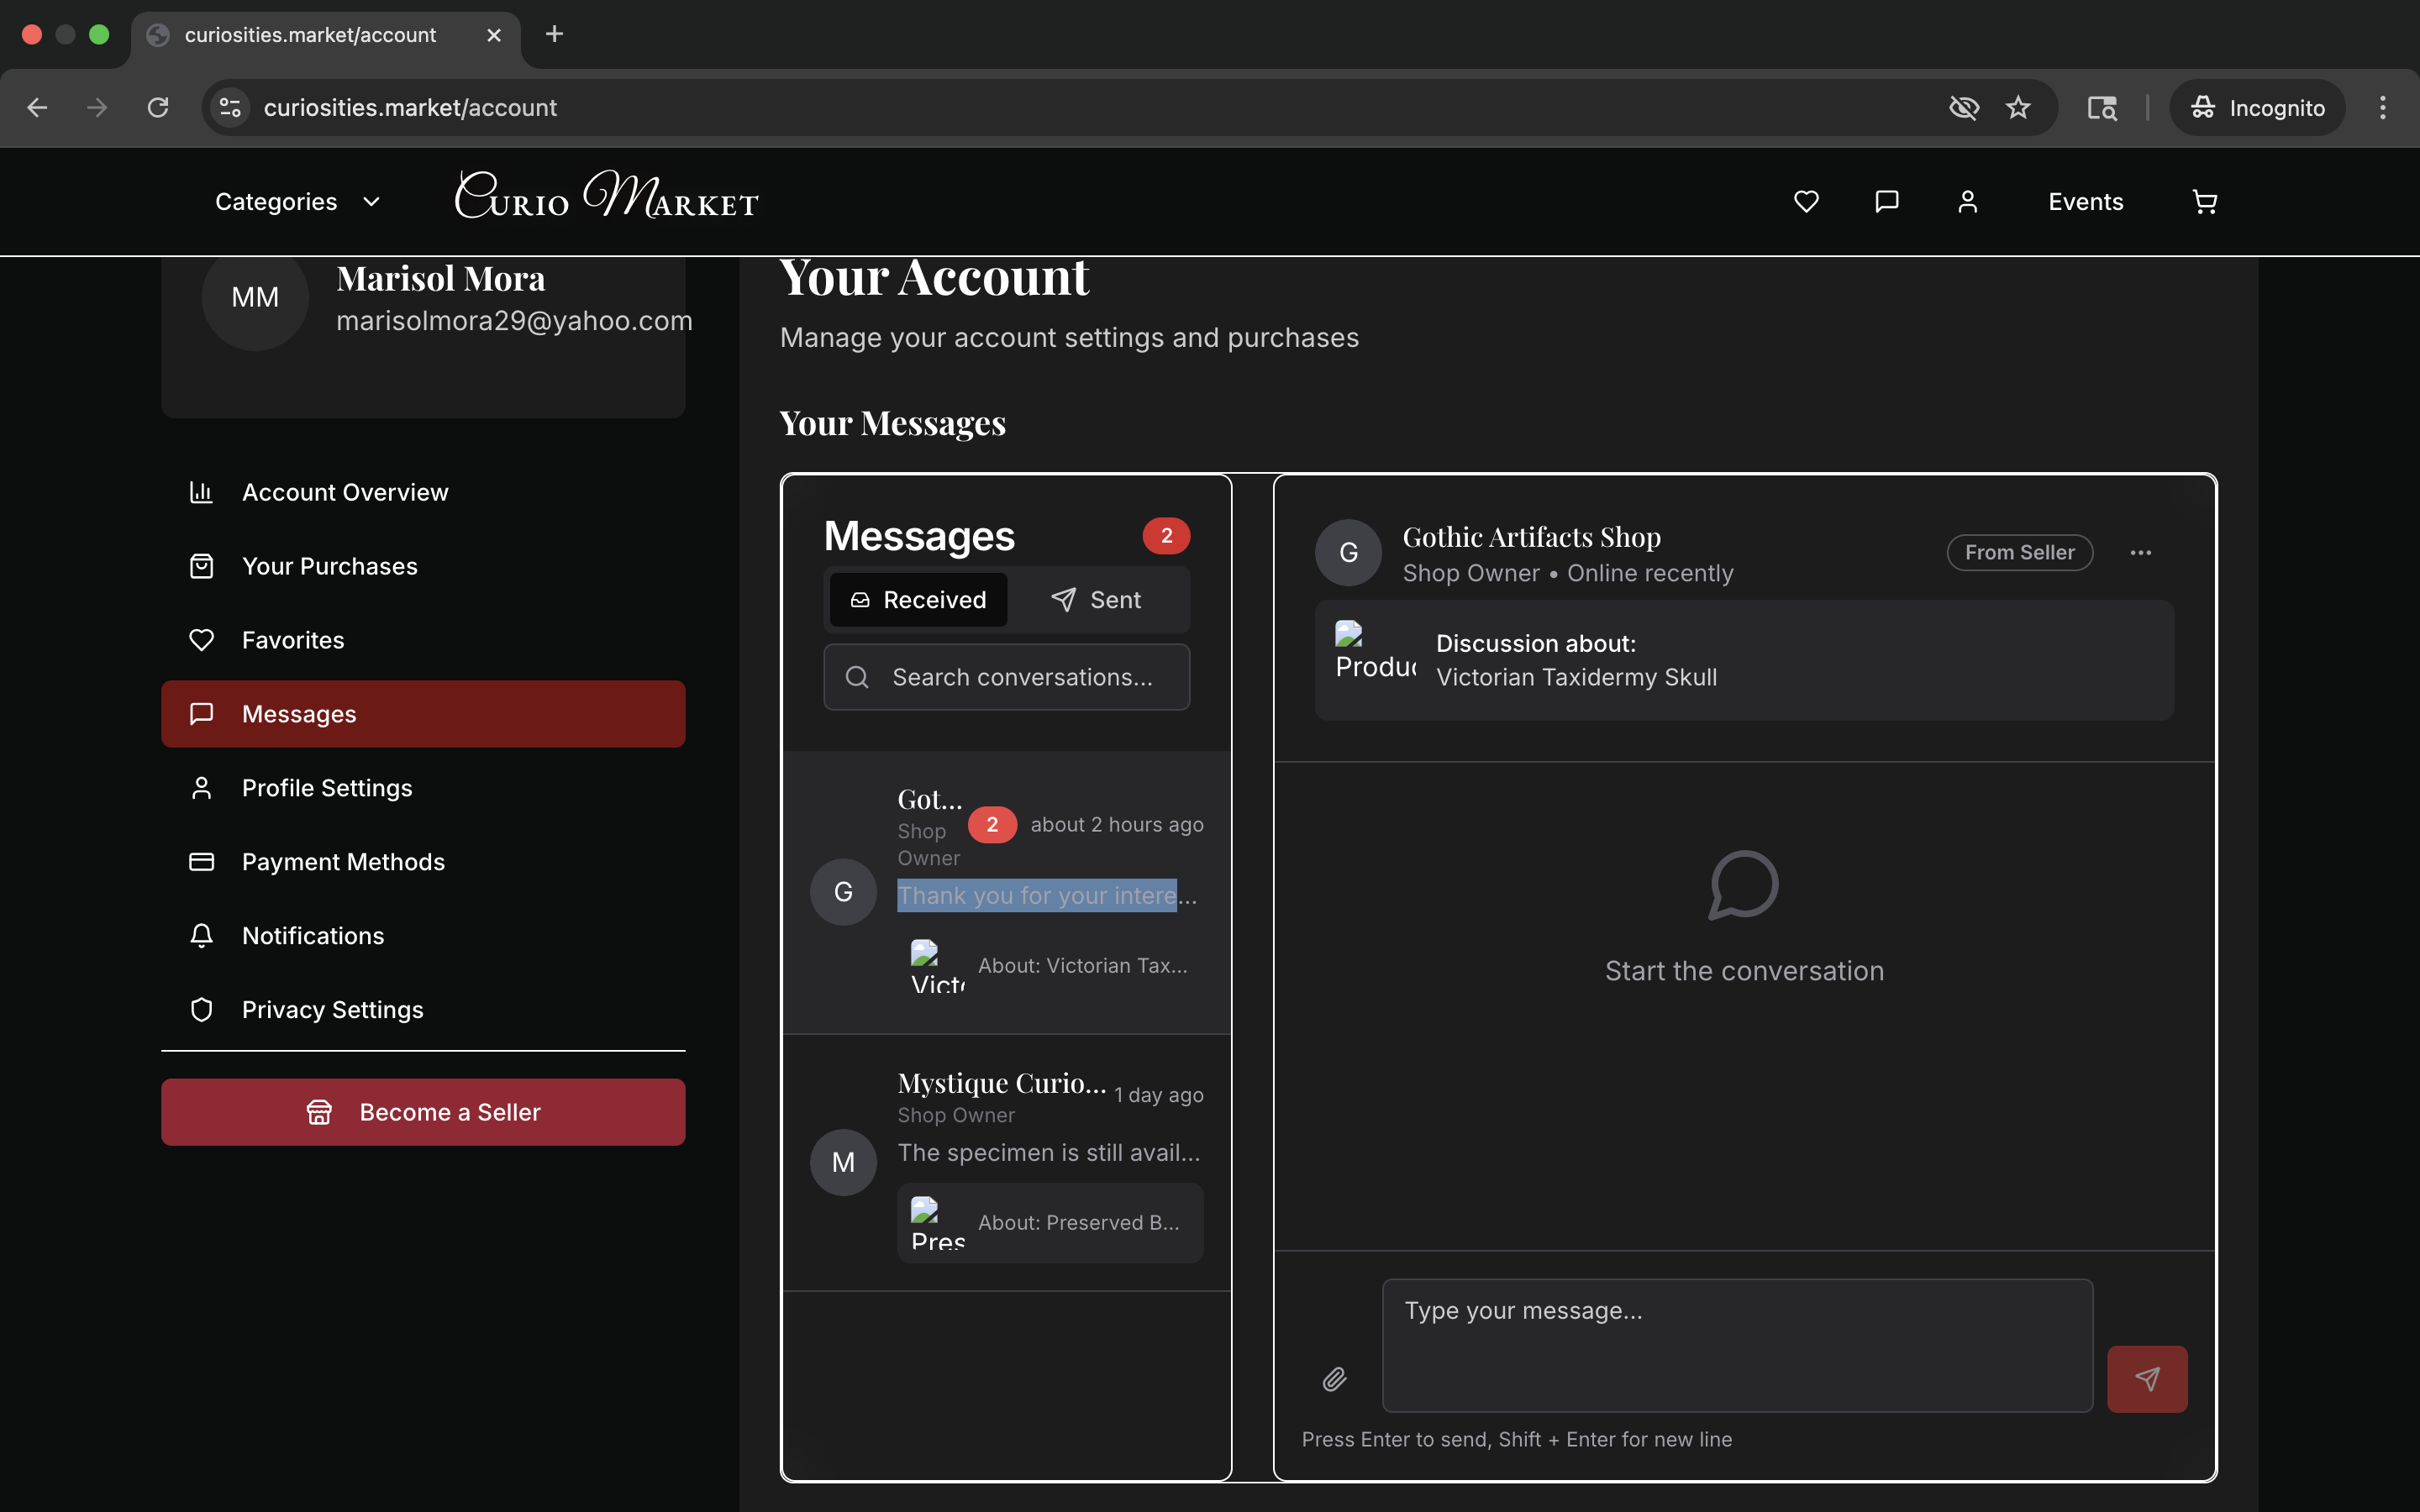 curiosities.market/account
curiosities.market/account
Incognito
Categories
Curio Market
Events
MM
Marisol Mora
marisolmora29@yahoo.com
Account Overview
Your Purchases
Favorites
Messages
Profile Settings
Payment Methods
Notifications
Privacy Settings
Become a Seller
Your Account
Manage your account settings and purchases
Your Messages
Messages
2
Received
Sent
Search conversations...
G
Got...
Shop
Owner
2
about 2 hours ago
Thank you for your intere...
Vict
About: Victorian Tax...
M
Mystique Curio...
1 day ago
Shop Owner
The specimen is still avail...
Pres
About: Preserved B...
G
Gothic Artifacts Shop
Shop Owner • Online recently
From Seller
Produc
Discussion about:
Victorian Taxidermy Skull
Start the conversation
Type your message...
Press Enter to send, Shift + Enter for new line